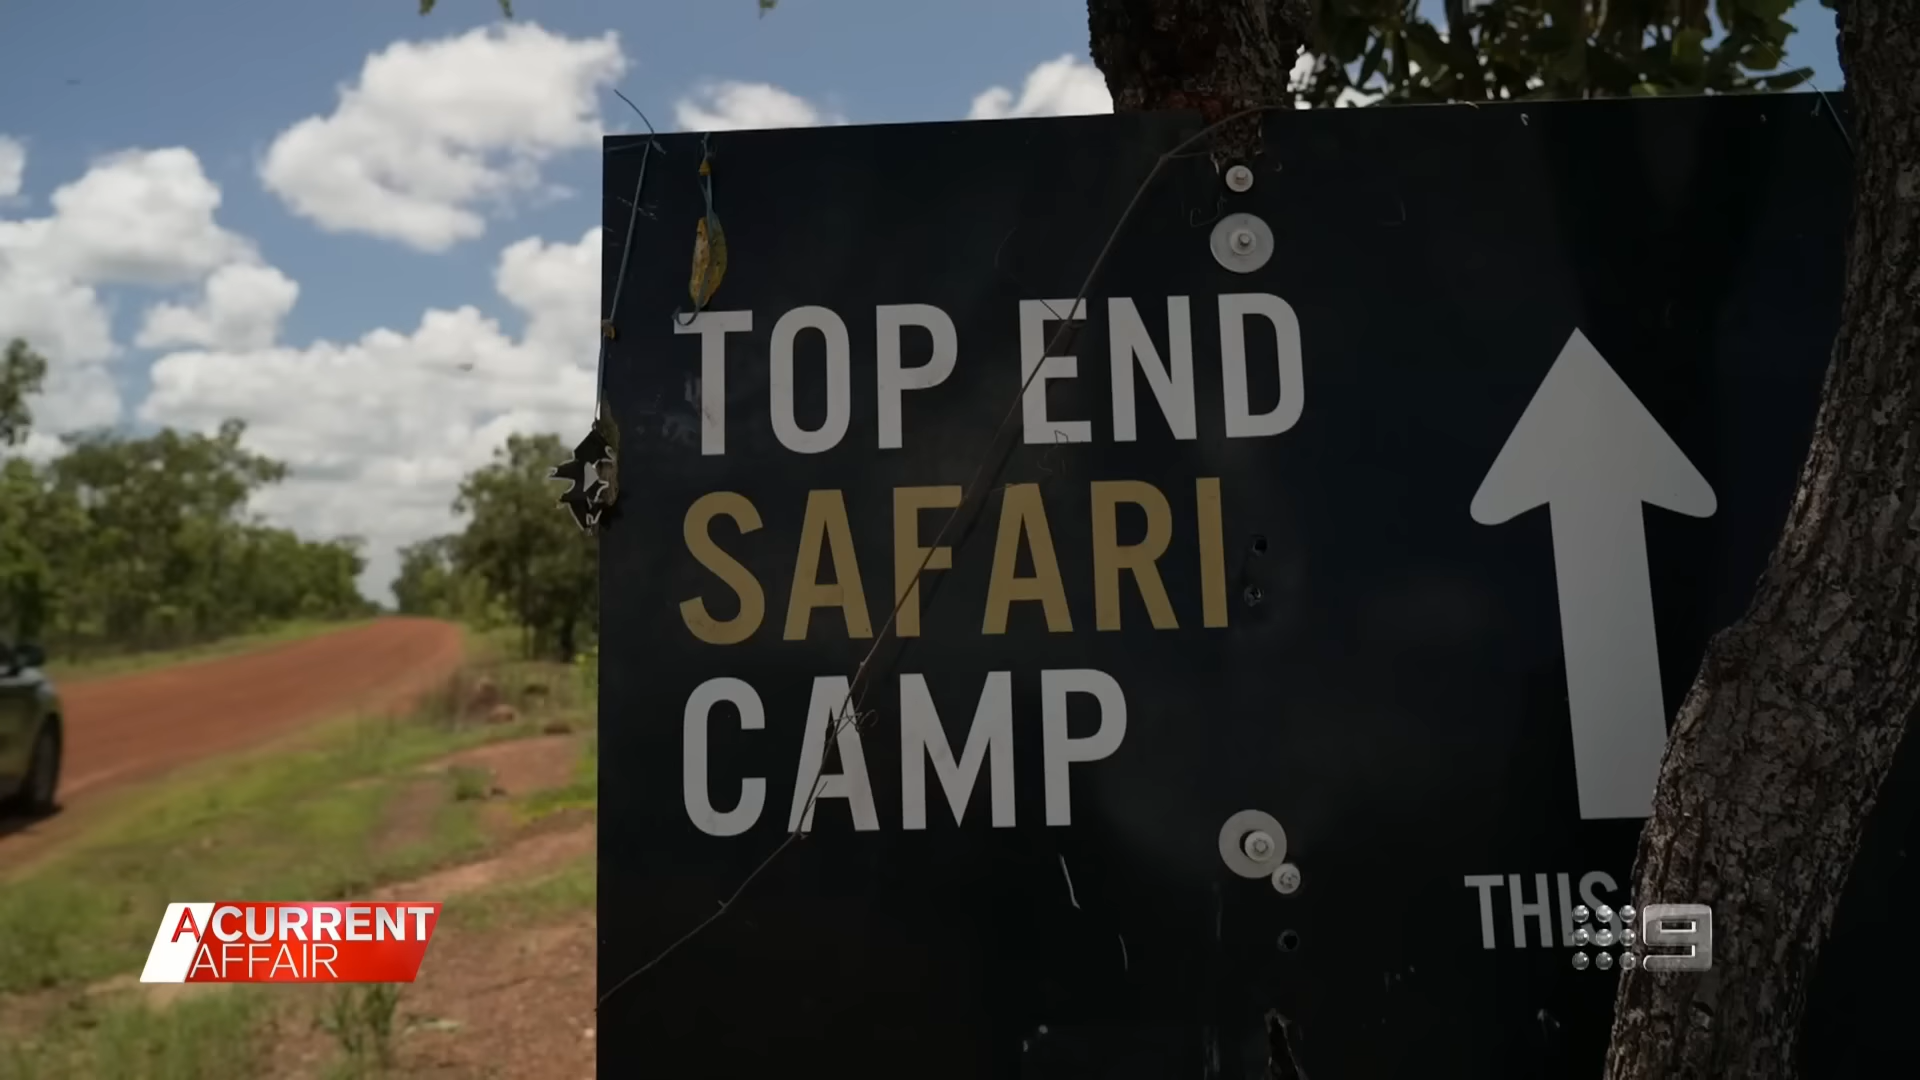 TOP END
SAFARI
CAMP
THIS
A CURRENT
AFFAIR
9